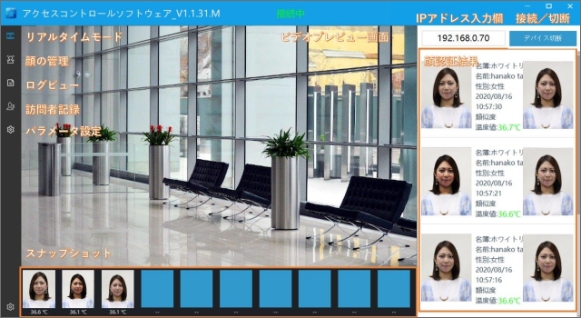 アクセスコントロールソフトウェア_V1.1.31.M
接続中
IPアドレス入力欄 接続／切断
リアルタイムモード
ビデオプレビュー画面
192.168.0.70
デバイス切断
顔の管理
顔認証結果
ログビュー
訪問者記録
パラメータ設定
名簿:ホワイトリ
名前:hanako ta
性別:女性
2020/08/16
10:57:30
類似度
温度値:36.7℃
名簿:ホワイトリ
名前:hanako ta
性別:女性
2020/08/16
10:57:21
類似度
温度値:36.6℃
名簿:ホワイトリ
名前:hanako ta
性別:女性
2020/08/16
10:57:16
類似度
温度値:36.6℃
スナップショット
36.6 ℃
36.1 ℃
36.1 ℃